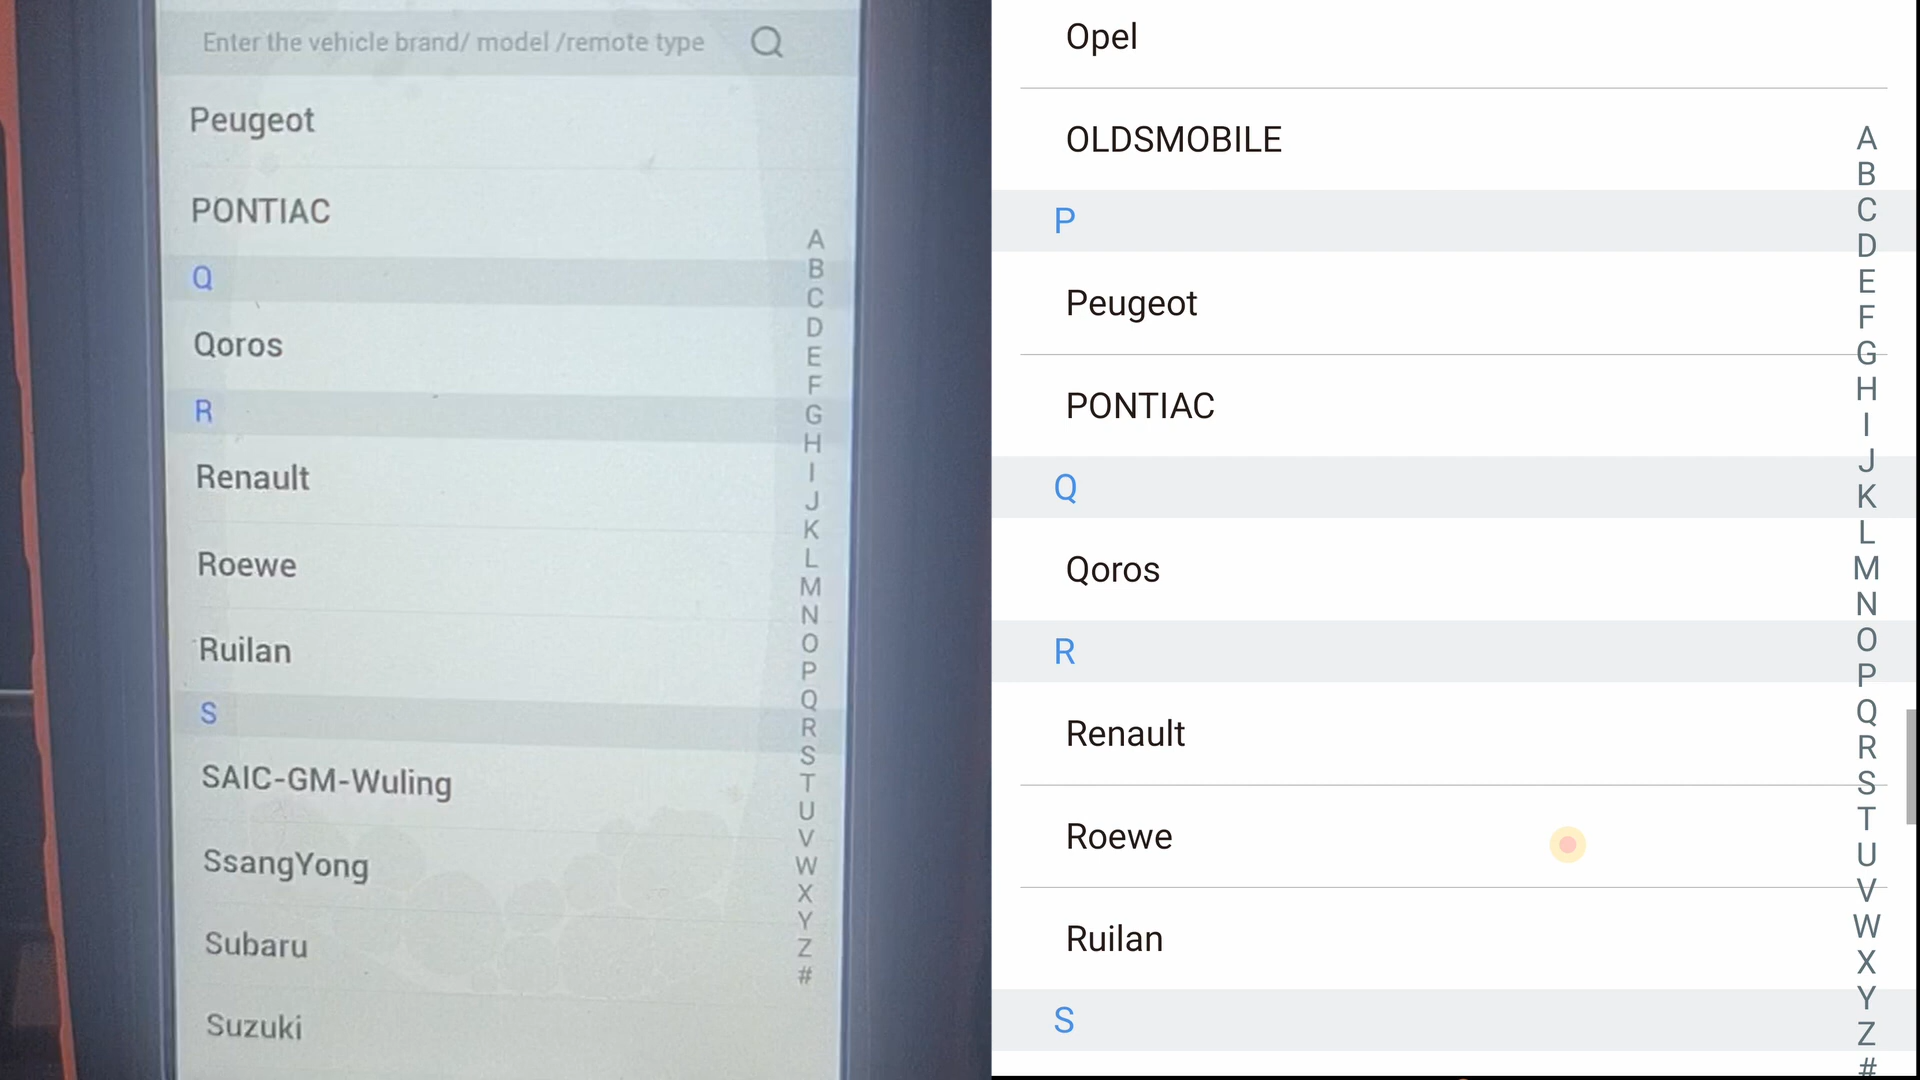 Enter the vehicle brand/ model /remote type
Peugeot
PONTIAC
Q
Qoros
R
Renault
Roewe
Ruilan
S
SAIC-GM-Wuling
SsangYong
Subaru
Suzuki
A
B
C
D
E
F
G
H
I
J
K
L
M
N
O
P
Q
R
S
T
U
V
W
X
Y
Z
#
Opel
OLDSMOBILE
P
Peugeot
PONTIAC
Q
Qoros
R
Renault
Roewe
Ruilan
S
A
B
C
D
E
F
G
H
I
J
K
L
M
N
O
P
Q
R
S
T
U
V
W
X
Y
Z
#